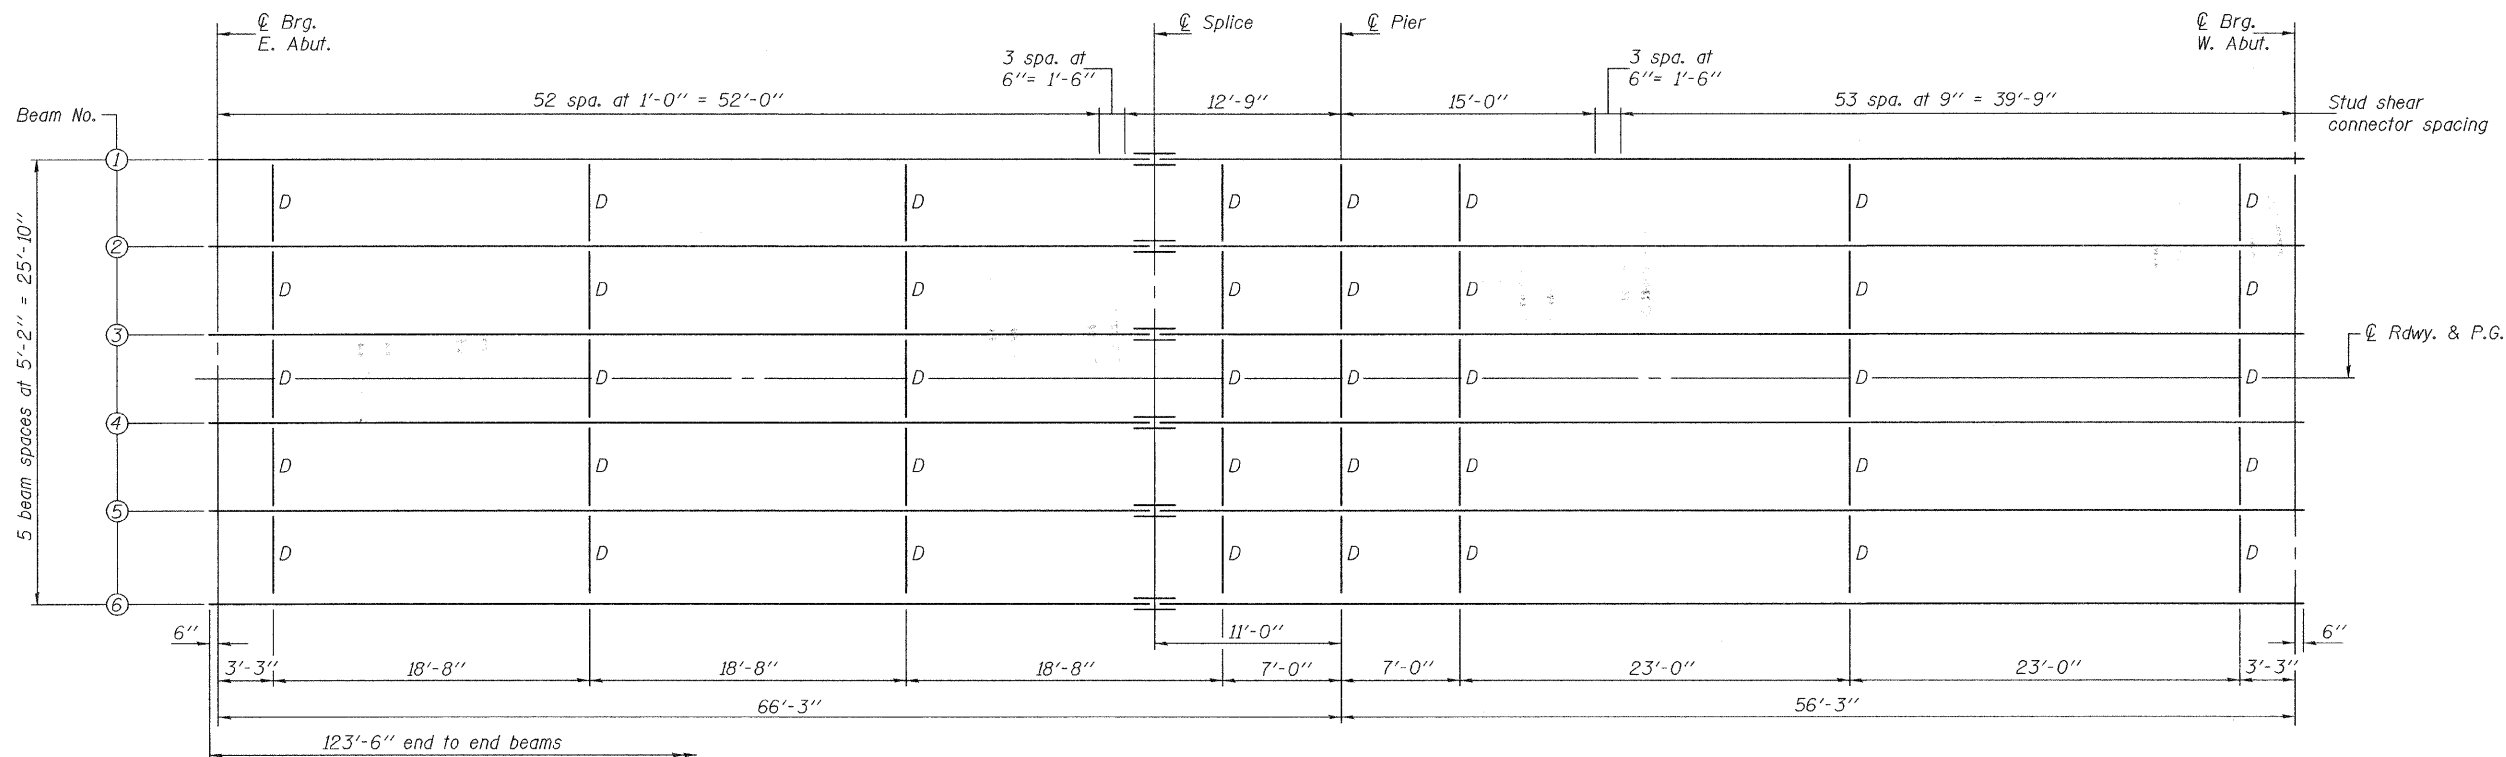 ℄ Brg.
E. Abut.
℄ Splice
℄ Pier
℄ Brg.
W. Abut.
3 spa. at
6"= 1'-6"
3 spa. at
6"= 1'-6"
52 spa. at 1'-0" = 52'-0"
12'-9"
15'-0"
53 spa. at 9" = 39'-9"
Stud shear
connector spacing
Beam No.
1
D D D D D D D D
2
D D D D D D D D
3
℄ Rdwy. & P.G.
D D D D D D D D
4
D D D D D D D D
5
D D D D D D D D
6
5 beam spaces at 5'-2" = 25'-10"
6"
11'-0"
6"
3'-3"
18'-8"
18'-8"
18'-8"
7'-0"
7'-0"
23'-0"
23'-0"
3'-3"
66'-3"
56'-3"
123'-6" end to end beams